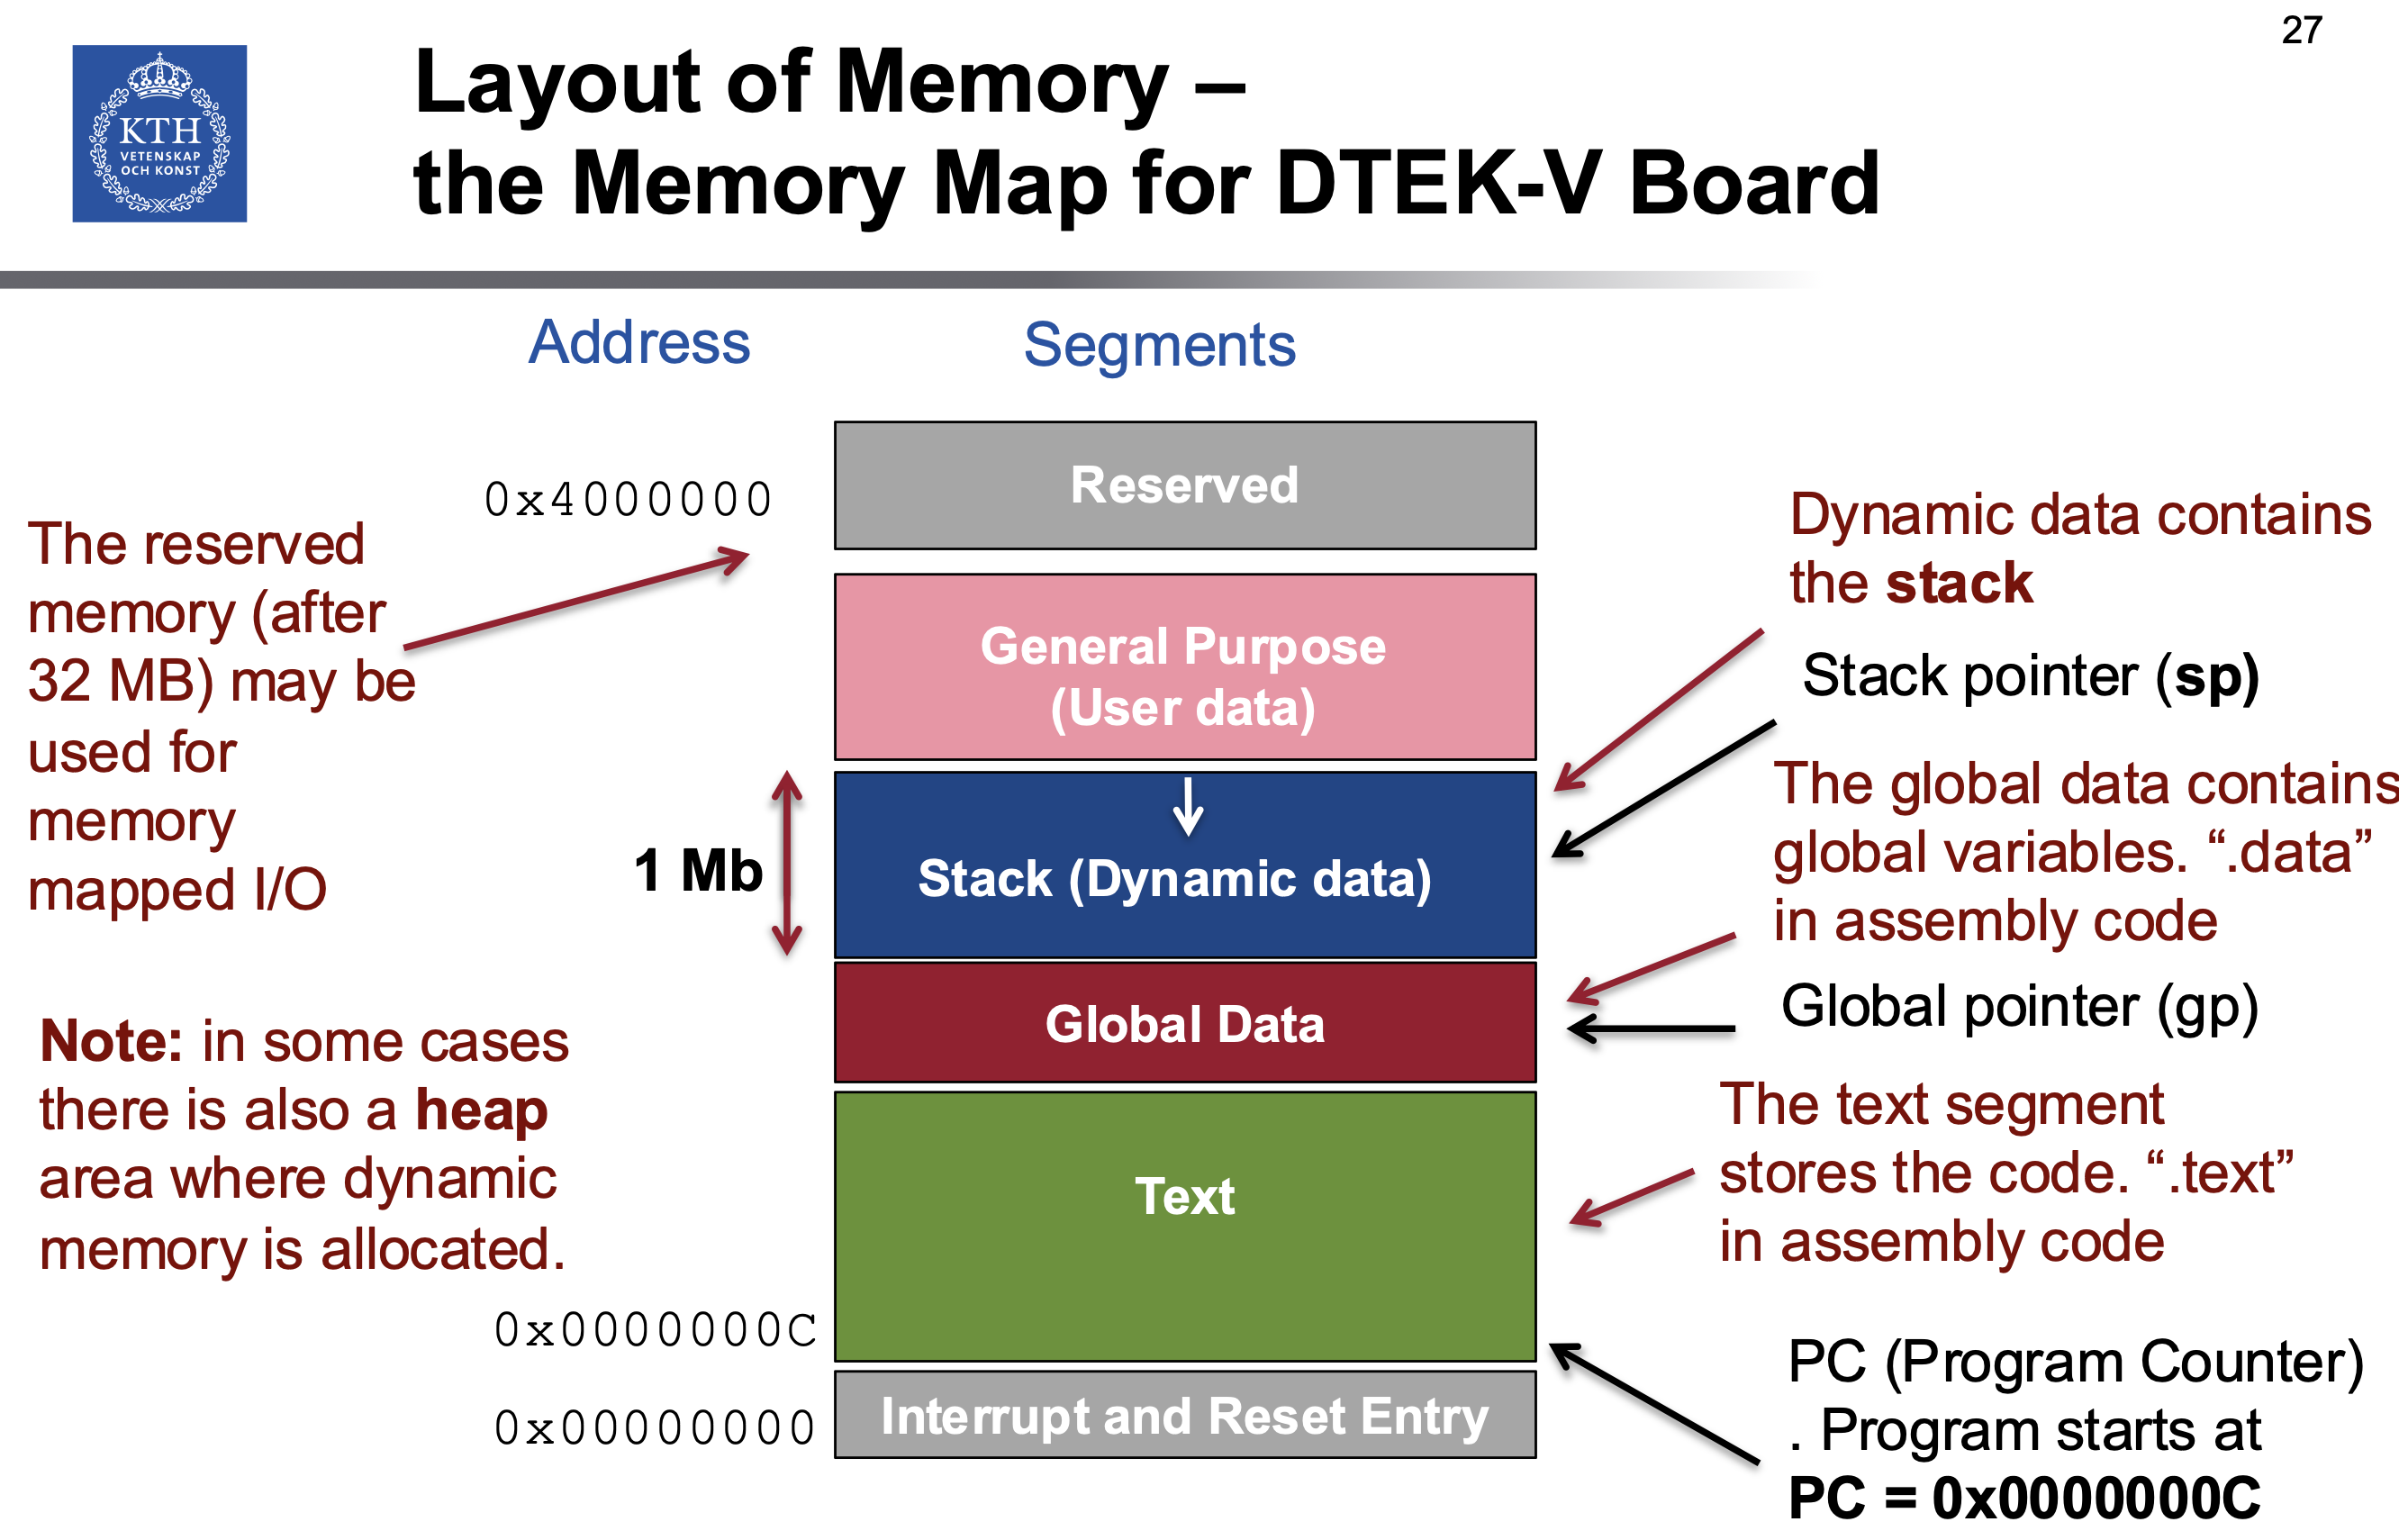 27
KTH
VETENSKAP
OCH KONST
Layout of Memory –
the Memory Map for DTEK-V Board
Address
Segments
0x4000000
Reserved
The reserved
memory (after
32 MB) may be
used for
memory
mapped I/O
General Purpose
(User data)
1 Mb
Stack (Dynamic data)
Global Data
Text
0x0000000C
0x00000000
Interrupt and Reset Entry
Note: in some cases
there is also a heap
area where dynamic
memory is allocated.
Dynamic data contains
the stack
Stack pointer (sp)
The global data contains
global variables. “.data”
in assembly code
Global pointer (gp)
The text segment
stores the code. “.text”
in assembly code
PC (Program Counter)
. Program starts at
PC = 0x0000000C